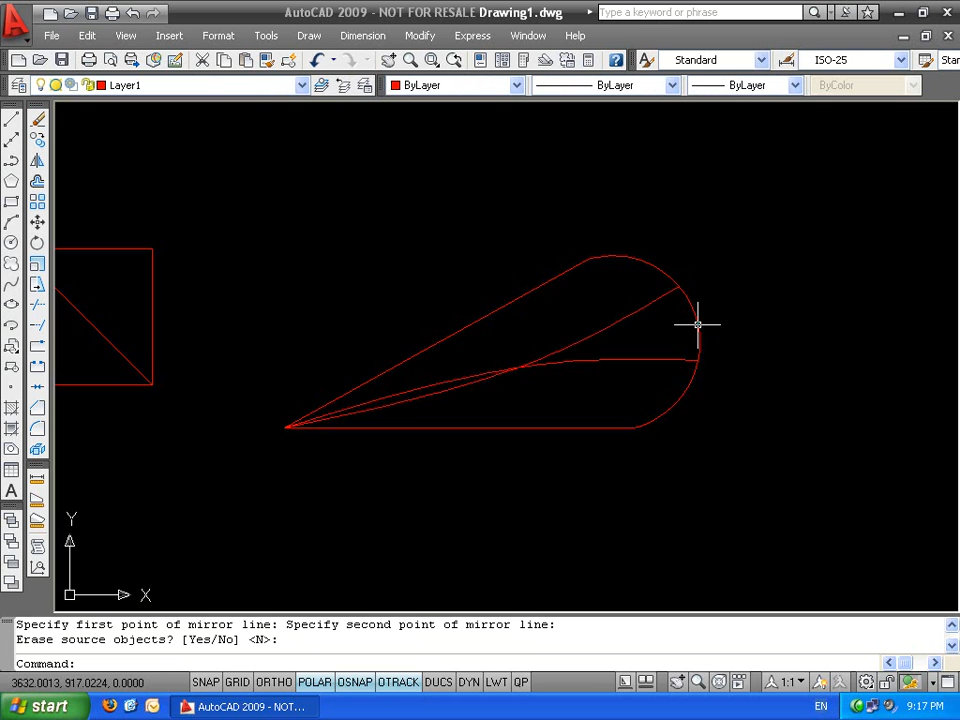 AutoCAD 2009 - NOT FOR RESALE Drawing1.dwg
Type a keyword or phrase
File Edit View Insert Format Tools Draw Dimension Modify Express Window Help
Standard ISO-25 Stan
Layer1 ByLayer ByLayer ByLayer ByColor
A
Y
X
Specify first point of mirror line: Specify second point of mirror line:
Erase source objects? [Yes/No] <N>:
Command:
3632.0013, 917.0224, 0.0000 SNAP GRID ORTHO POLAR OSNAP OTRACK DUCS DYN LWT QP 1:1
start AutoCAD 2009 - NOT... EN 9:17 PM